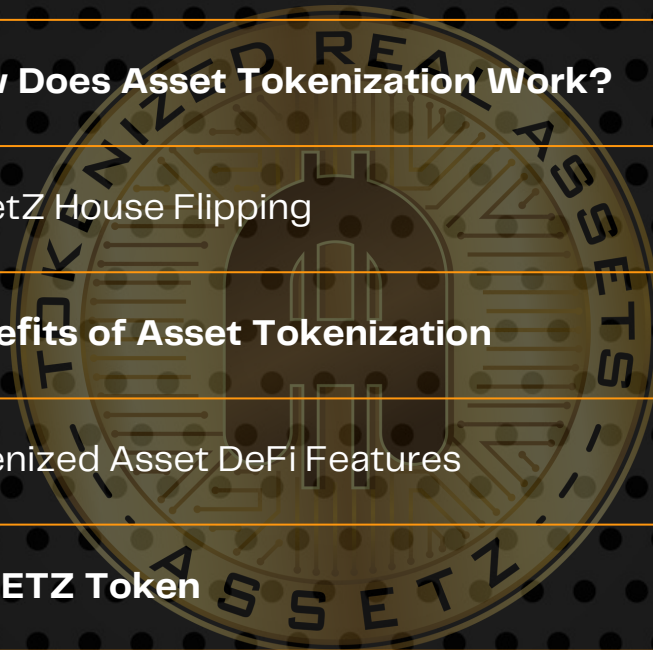 TOKENIZED REAL ASSETS
w Does Asset Tokenization Work?
etZ House Flipping
efits of Asset Tokenization
enized Asset DeFi Features
ETZ Token
ASSETZ